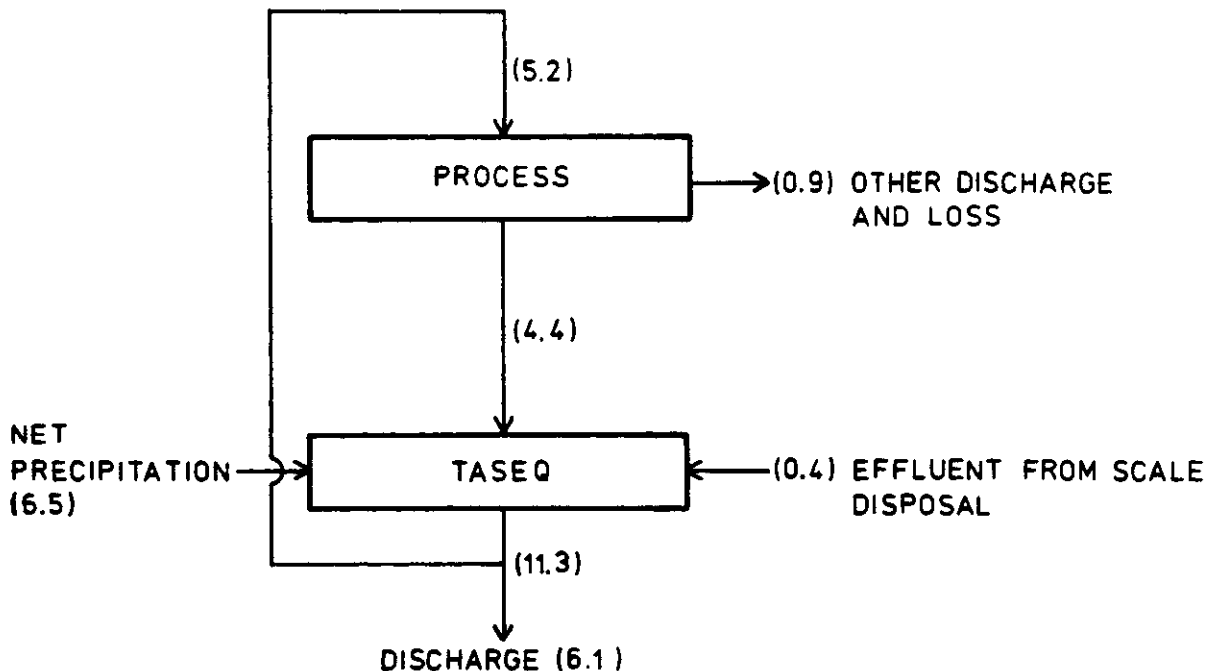 (5.2)
PROCESS
(0.9) OTHER DISCHARGE
AND LOSS
(4.4)
NET
PRECIPITATION
(6.5)
TASEQ
(0.4) EFFLUENT FROM SCALE
DISPOSAL
(11.3)
DISCHARGE (6.1)